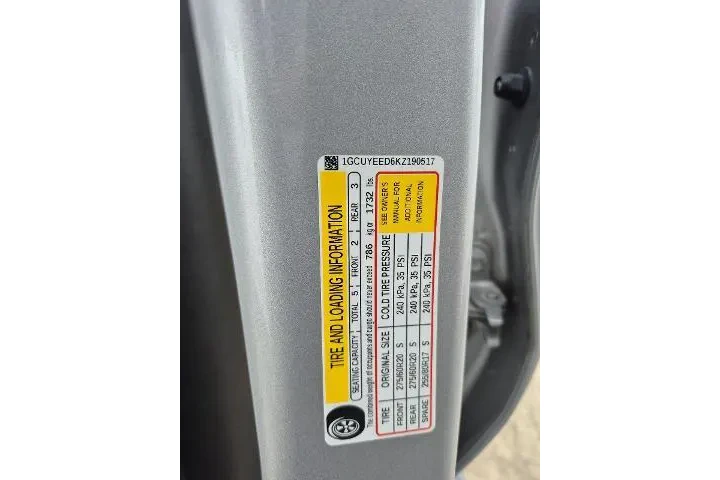 1GCUYEED6KZ190517
TIRE AND LOADING INFORMATION
SEATING CAPACITY TOTAL 5 FRONT 2 REAR 3
The combined weight of occupants and cargo should never exceed 786 kg or 1732 lbs.
TIRE ORIGINAL SIZE COLD TIRE PRESSURE
FRONT 275/60R20 S 240 kPa, 35 PSI
REAR 275/60R20 S 240 kPa, 35 PSI
SPARE 255/80R17 S 240 kPa, 35 PSI
SEE OWNER'S
MANUAL FOR
ADDITIONAL
INFORMATION